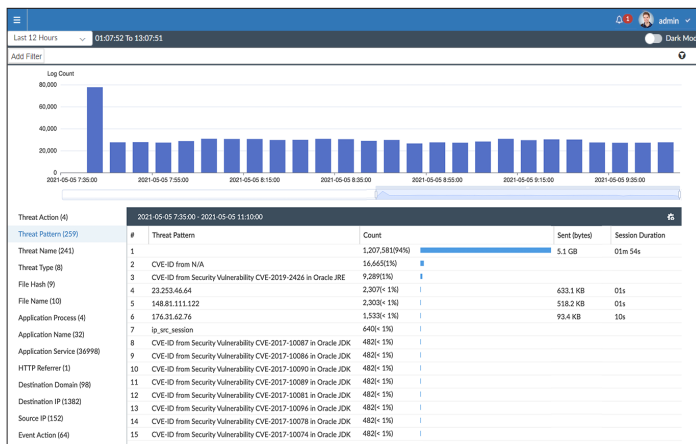 1 admin
Last 12 Hours 01:07:52 To 13:07:51 Dark Mod
Add Filter
Log Count
80,000
60,000
40,000
20,000
0
2021-05-05 7:35:00 2021-05-05 7:55:00 2021-05-05 8:15:00 2021-05-05 8:35:00 2021-05-05 8:55:00 2021-05-05 9:15:00 2021-05-05 9:35:00
Threat Action (4)
Threat Pattern (259)
Threat Name (241)
Threat Type (8)
File Hash (9)
File Name (10)
Application Process (4)
Application Name (32)
Application Service (36998)
HTTP Referrer (1)
Destination Domain (98)
Destination IP (1382)
Source IP (152)
Event Action (64)
2021-05-05 7:35:00 - 2021-05-05 11:10:00
# Threat Pattern Count Sent (bytes) Session Duration
1 1,207,581(94%) 5.1 GB 01m 54s
2 CVE-ID from N/A 16,665(1%)
3 CVE-ID from Security Vulnerability CVE-2019-2426 in Oracle JRE 9,289(1%)
4 23.253.46.64 2,307(< 1%) 633.1 KB 01s
5 148.81.111.122 2,303(< 1%) 518.2 KB 01s
6 176.31.62.76 1,533(< 1%) 93.4 KB 10s
7 ip_src_session 640(< 1%)
8 CVE-ID from Security Vulnerability CVE-2017-10087 in Oracle JDK 482(< 1%)
9 CVE-ID from Security Vulnerability CVE-2017-10086 in Oracle JDK 482(< 1%)
10 CVE-ID from Security Vulnerability CVE-2017-10090 in Oracle JDK 482(< 1%)
11 CVE-ID from Security Vulnerability CVE-2017-10089 in Oracle JDK 482(< 1%)
12 CVE-ID from Security Vulnerability CVE-2017-10081 in Oracle JDK 482(< 1%)
13 CVE-ID from Security Vulnerability CVE-2017-10096 in Oracle JDK 482(< 1%)
14 CVE-ID from Security Vulnerability CVE-2017-10078 in Oracle JDK 482(< 1%)
15 CVE-ID from Security Vulnerability CVE-2017-10074 in Oracle JDK 482(< 1%)